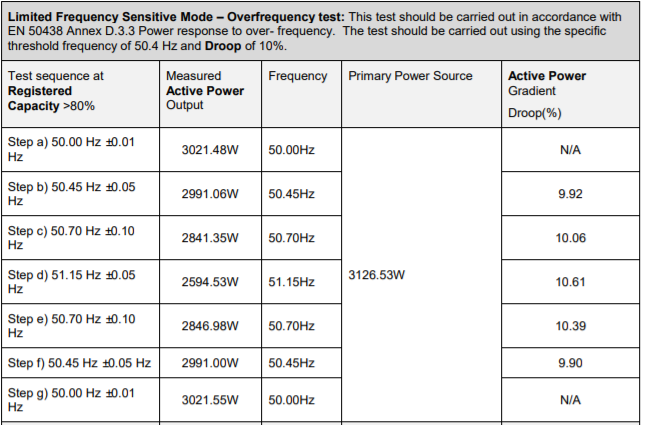 Limited Frequency Sensitive Mode – Overfrequency test: This test should be carried out in accordance with
EN 50438 Annex D.3.3 Power response to over- frequency. The test should be carried out using the specific
threshold frequency of 50.4 Hz and Droop of 10%.
Test sequence at
Registered
Capacity >80%
Measured
Active Power
Output
Frequency
Primary Power Source
Active Power
Gradient
Droop(%)
Step a) 50.00 Hz ±0.01
Hz
3021.48W
50.00Hz
3126.53W
N/A
Step b) 50.45 Hz ±0.05
Hz
2991.06W
50.45Hz
9.92
Step c) 50.70 Hz ±0.10
Hz
2841.35W
50.70Hz
10.06
Step d) 51.15 Hz ±0.05
Hz
2594.53W
51.15Hz
10.61
Step e) 50.70 Hz ±0.10
Hz
2846.98W
50.70Hz
10.39
Step f) 50.45 Hz ±0.05 Hz
2991.00W
50.45Hz
9.90
Step g) 50.00 Hz ±0.01
Hz
3021.55W
50.00Hz
N/A